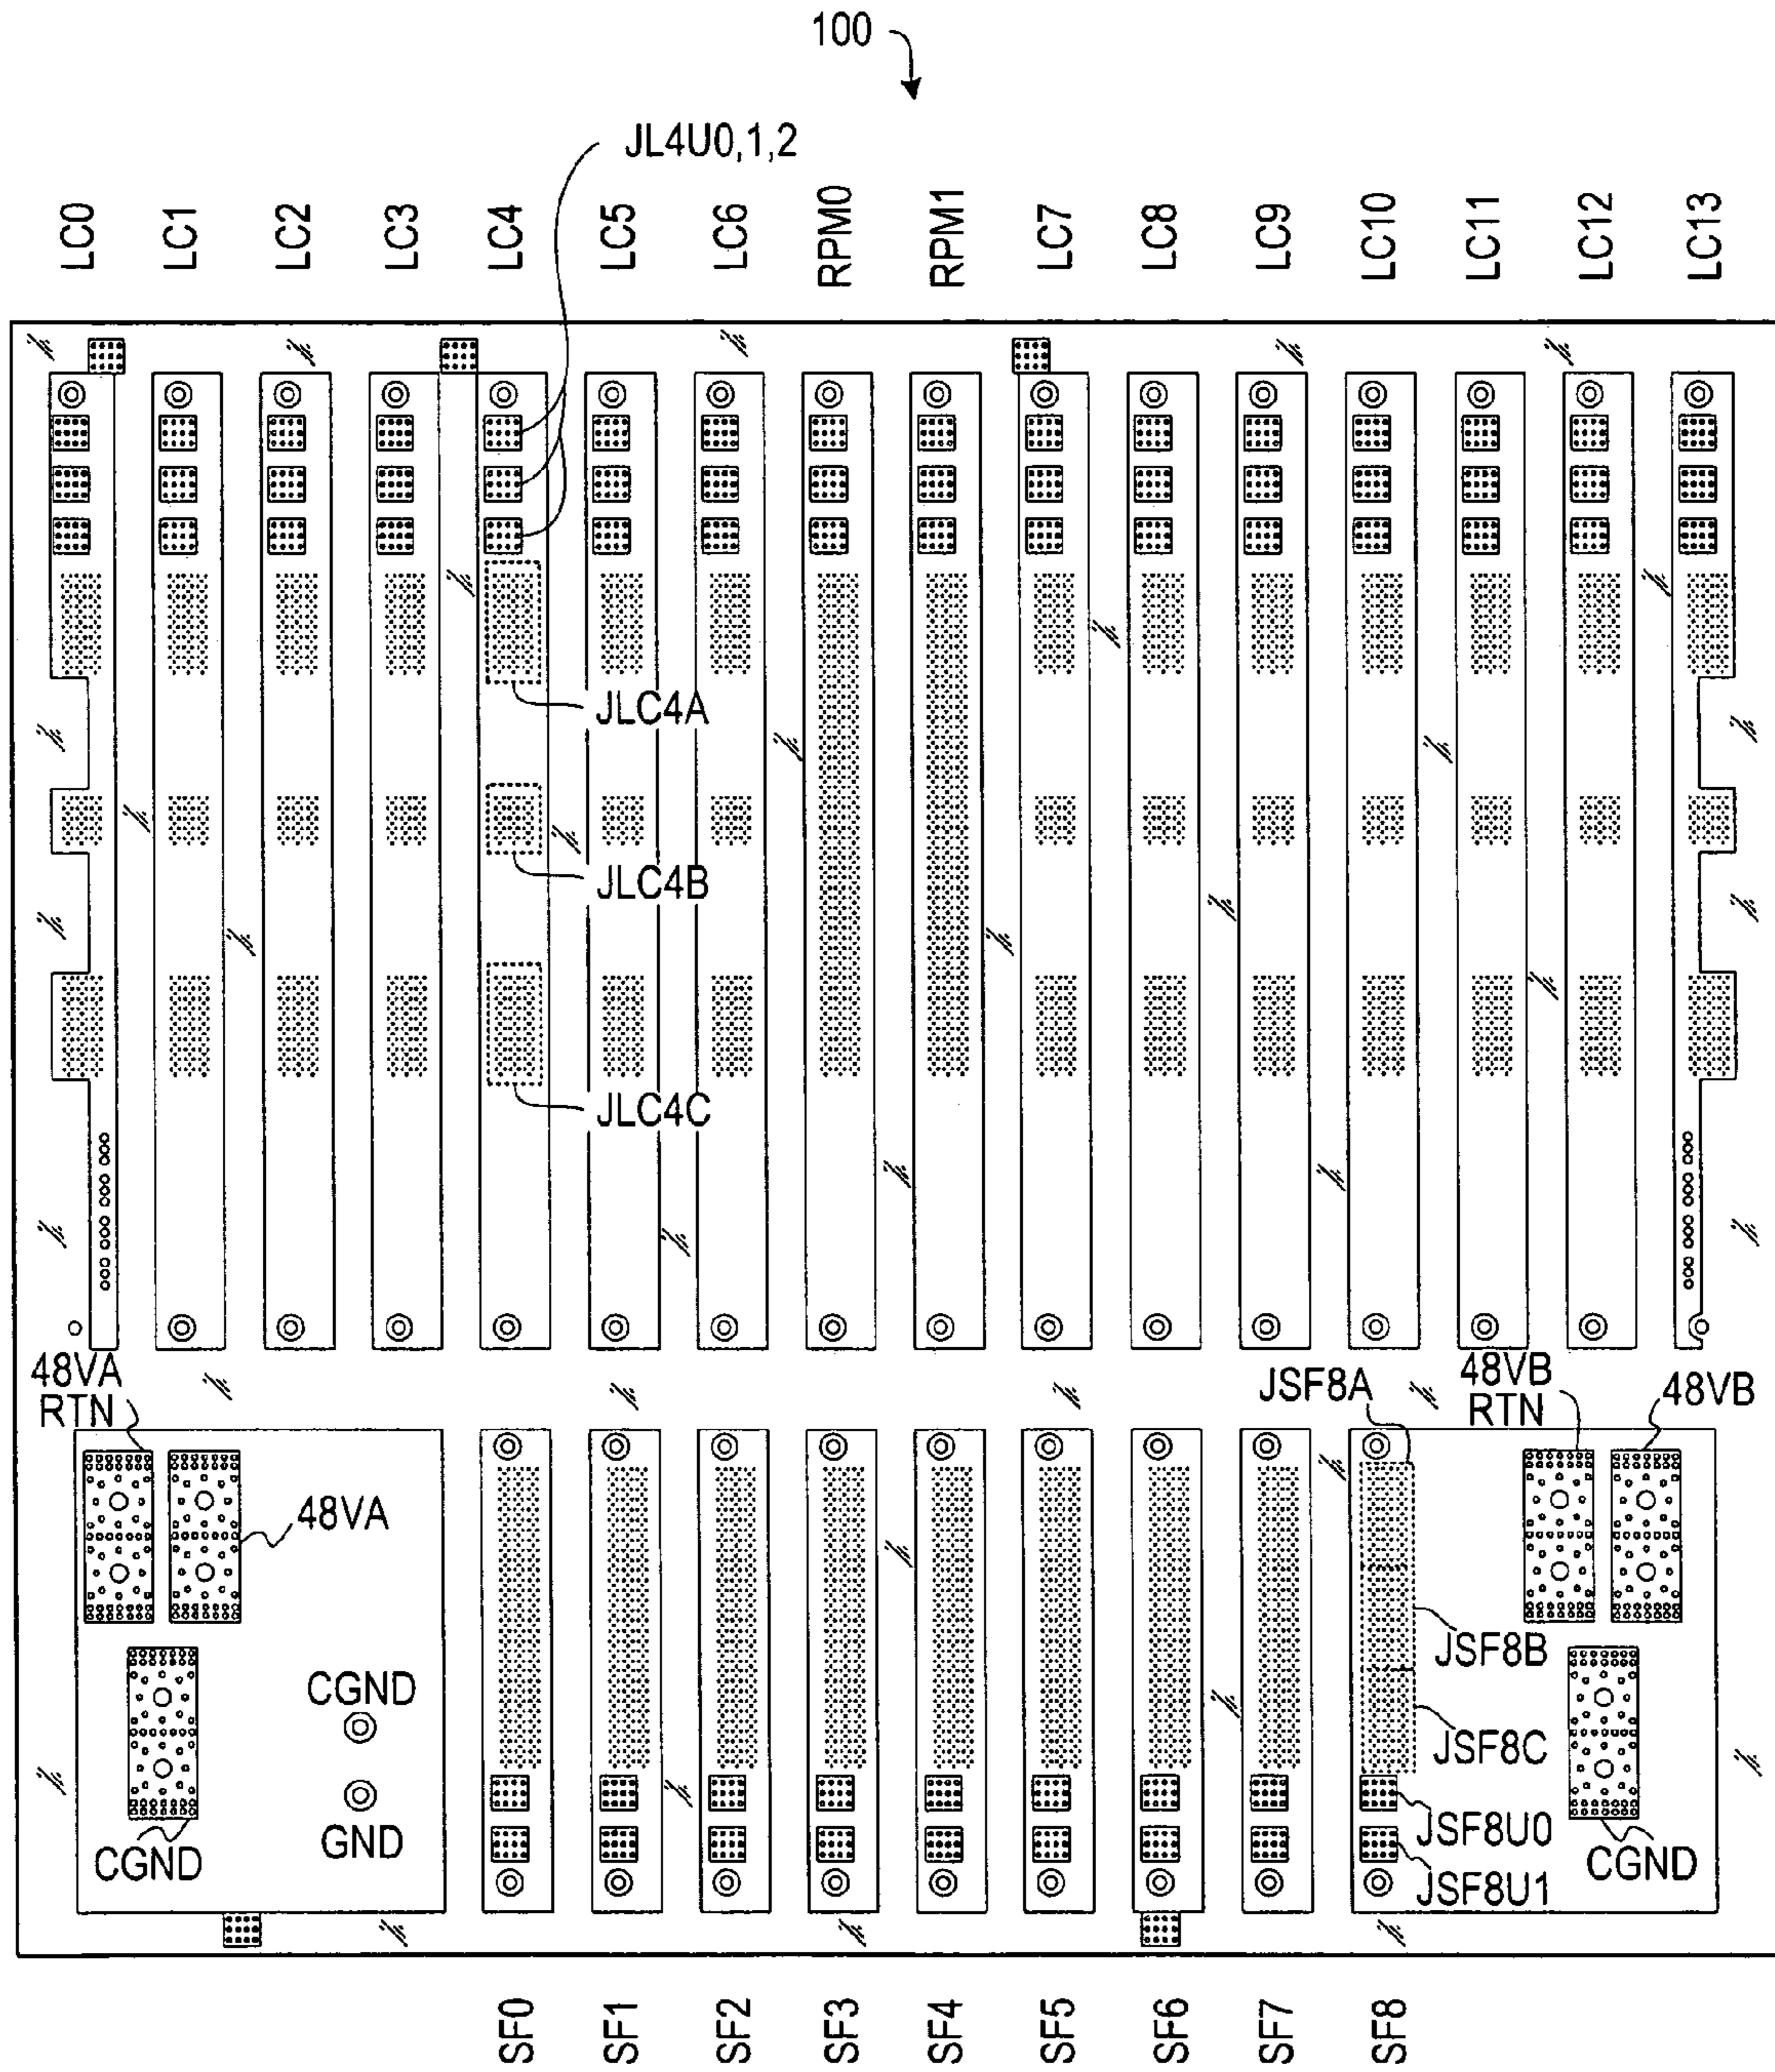 100
JL4U0,1,2
LC0
LC1
LC2
LC3
LC4
LC5
LC6
RPM0
RPM1
LC7
LC8
LC9
LC10
LC11
LC12
LC13
JLC4A
JLC4B
JLC4C
48VA
RTN
48VA
CGND
GND
CGND
JSF8A
48VB
RTN
48VB
JSF8B
JSF8C
JSF8U0
JSF8U1
CGND
SF0
SF1
SF2
SF3
SF4
SF5
SF6
SF7
SF8